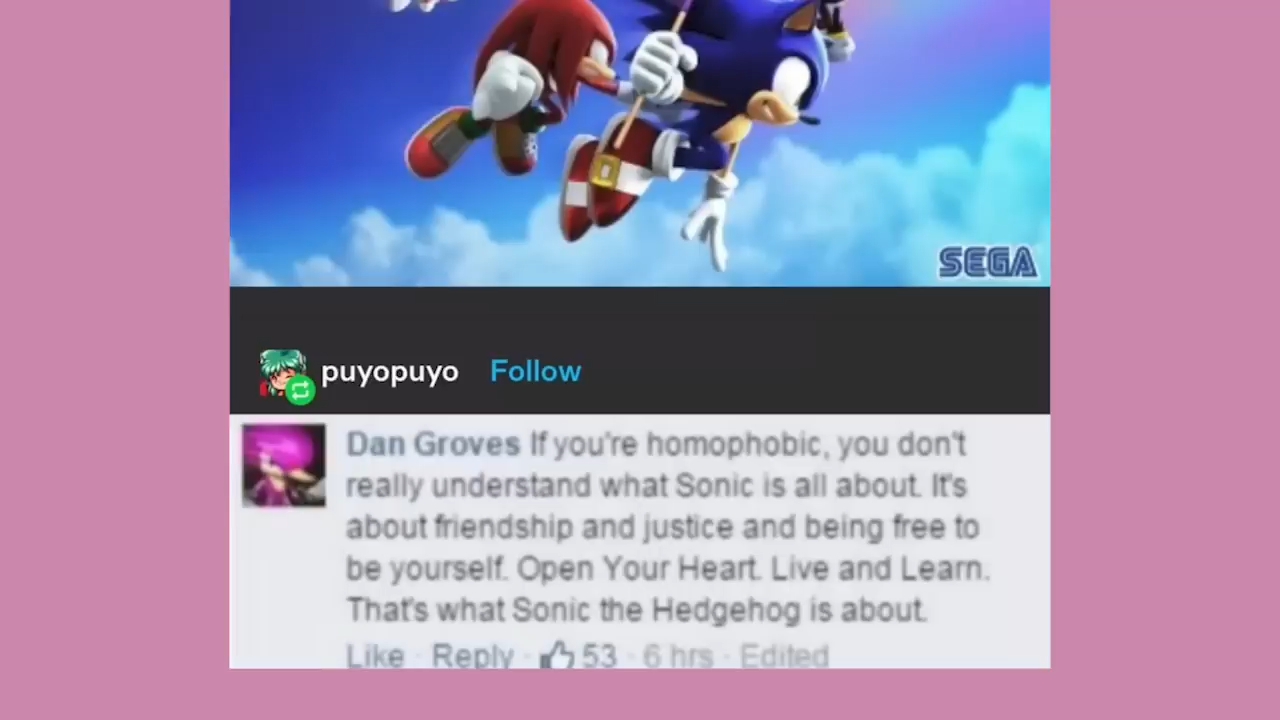 SEGA
puyopuyo Follow
Dan Groves If you're homophobic, you don't
really understand what Sonic is all about. It's
about friendship and justice and being free to
be yourself. Open Your Heart. Live and Learn.
That's what Sonic the Hedgehog is about.
Like · Reply · 53 · 6 hrs · Edited